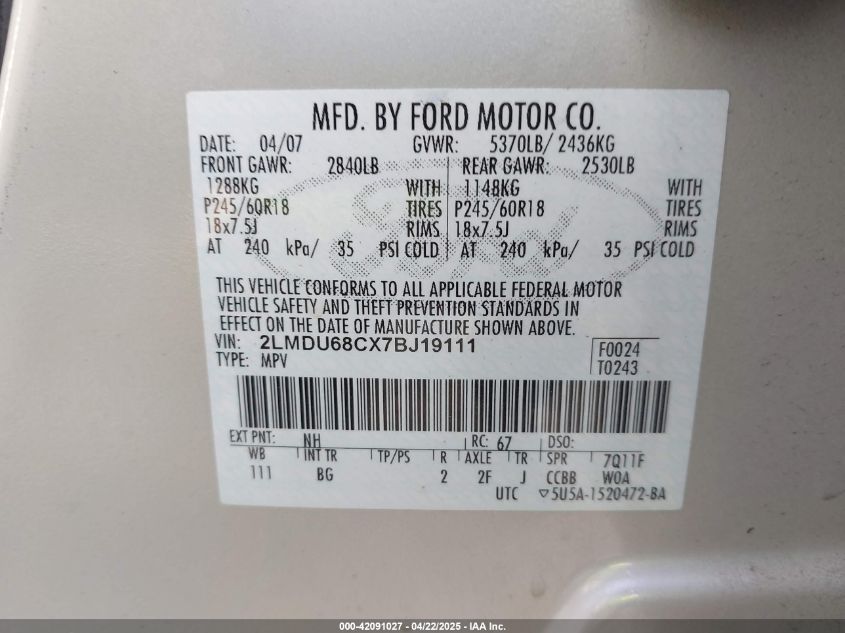 MFD. BY FORD MOTOR CO.
DATE: 04/07 GVWR: 5370LB/ 2436KG
FRONT GAWR: 2840LB REAR GAWR: 2530LB
1288KG WITH 1148KG WITH
P245/60R18 TIRES P245/60R18 TIRES
18x7.5J RIMS 18x7.5J RIMS
AT 240 kPa/ 35 PSI COLD AT 240 kPa/ 35 PSI COLD
Ford
THIS VEHICLE CONFORMS TO ALL APPLICABLE FEDERAL MOTOR
VEHICLE SAFETY AND THEFT PREVENTION STANDARDS IN
EFFECT ON THE DATE OF MANUFACTURE SHOWN ABOVE.
VIN: 2LMDU68CX7BJ19111 F0024
TYPE: MPV T0243
EXT PNT: NH RC: 67 DSO:
WB INT TR TP/PS R AXLE TR SPR 7Q11F
111 BG 2 2F J CCBB WOA
UTC ▽5U5A-1520472-BA
000-42091027 - 04/22/2025 - IAA Inc.